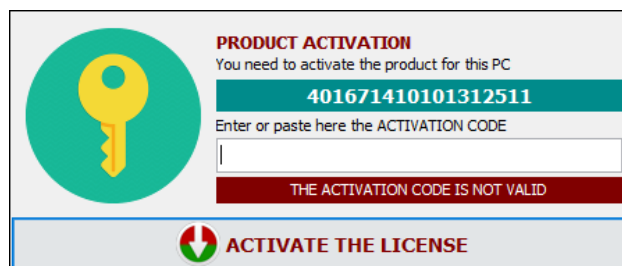 PRODUCT ACTIVATION
You need to activate the product for this PC
401671410101312511
Enter or paste here the ACTIVATION CODE
THE ACTIVATION CODE IS NOT VALID
ACTIVATE THE LICENSE